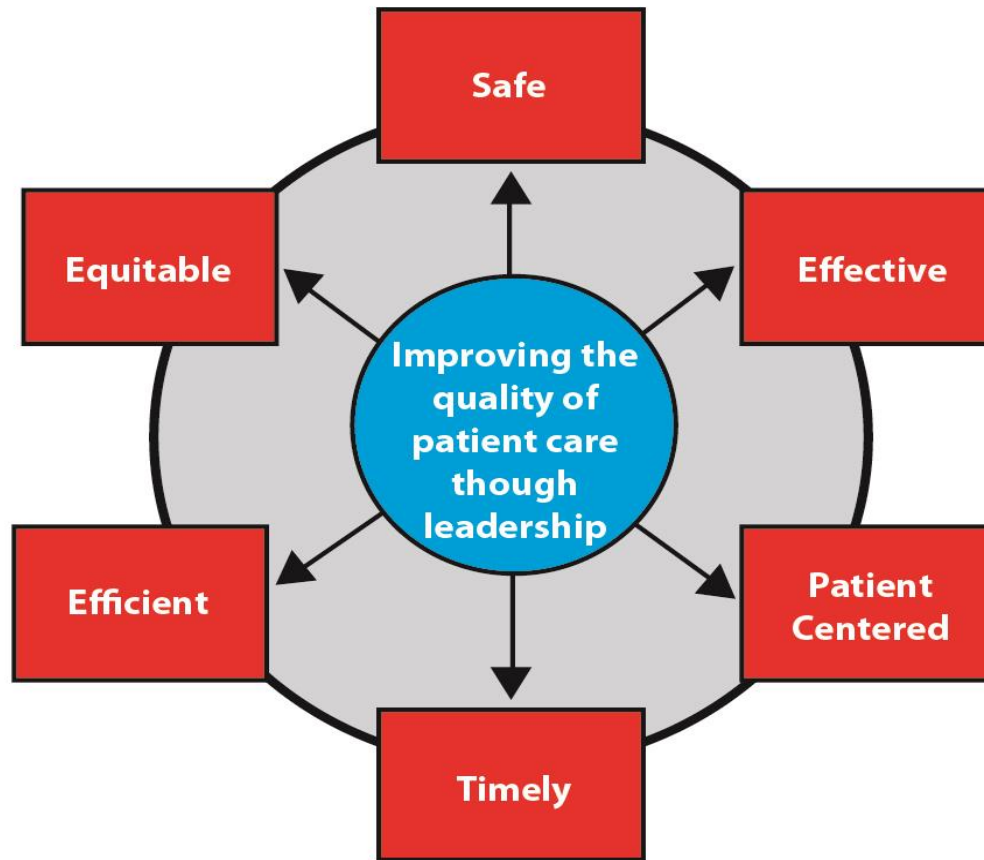 Safe
Equitable
Effective
Improving the
quality of
patient care
though
leadership
Efficient
Patient
Centered
Timely